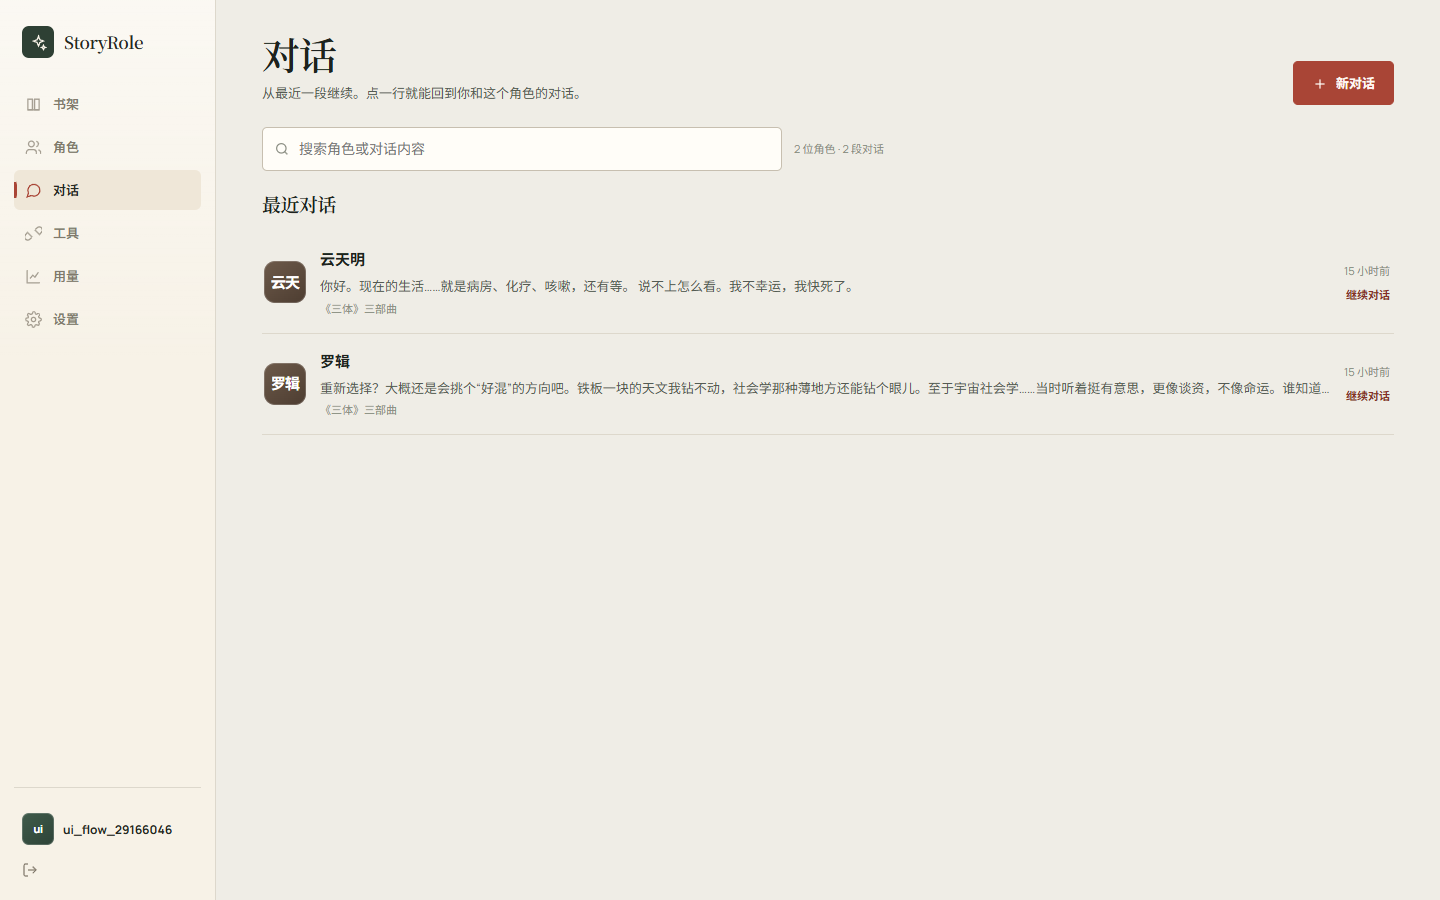 StoryRole
书架
角色
对话
工具
用量
设置
ui
ui_flow_29166046
对话
从最近一段继续。点一行就能回到你和这个角色的对话。
新对话
搜索角色或对话内容
2 位角色 · 2 段对话
最近对话
云天
云天明
你好。现在的生活……就是病房、化疗、咳嗽，还有等。 说不上怎么看。我不幸运，我快死了。
《三体》三部曲
15 小时前
继续对话
罗辑
罗辑
重新选择？大概还是会挑个“好混”的方向吧。铁板一块的天文我钻不动，社会学那种薄地方还能钻个眼儿。至于宇宙社会学……当时听着挺有意思，更像谈资，不像命运。谁知道…
《三体》三部曲
15 小时前
继续对话